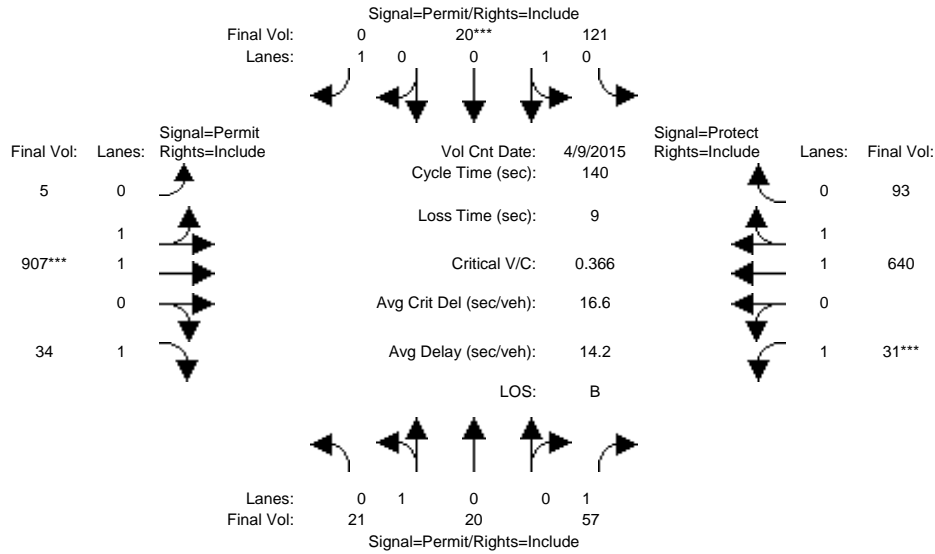 Signal=Permit/Rights=Include
Final Vol: 0 20*** 121
Lanes: 1 0 0 1 0
Signal=Permit
Final Vol: Lanes: Rights=Include
Vol Cnt Date: 4/9/2015
Signal=Protect
Rights=Include Lanes: Final Vol:
Cycle Time (sec): 140
5 0
0 93
Loss Time (sec): 9
1
1
907*** 1
Critical V/C: 0.366
1 640
0
Avg Crit Del (sec/veh): 16.6
0
34 1
Avg Delay (sec/veh): 14.2
1 31***
LOS: B
Lanes: 0 1 0 0 1
Final Vol: 21 20 57
Signal=Permit/Rights=Include